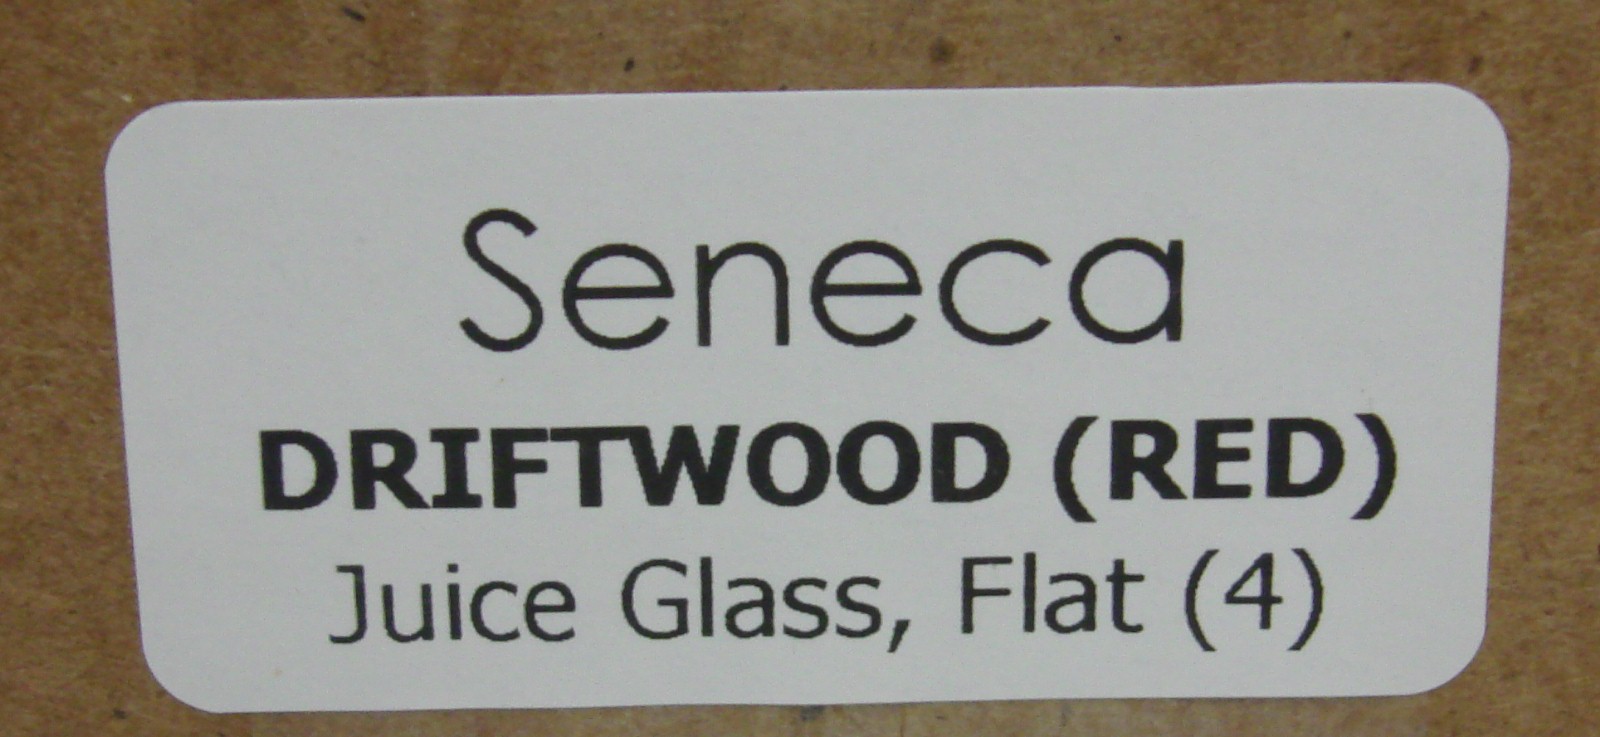 Seneca
DRIFTWOOD (RED)
Juice Glass, Flat (4)